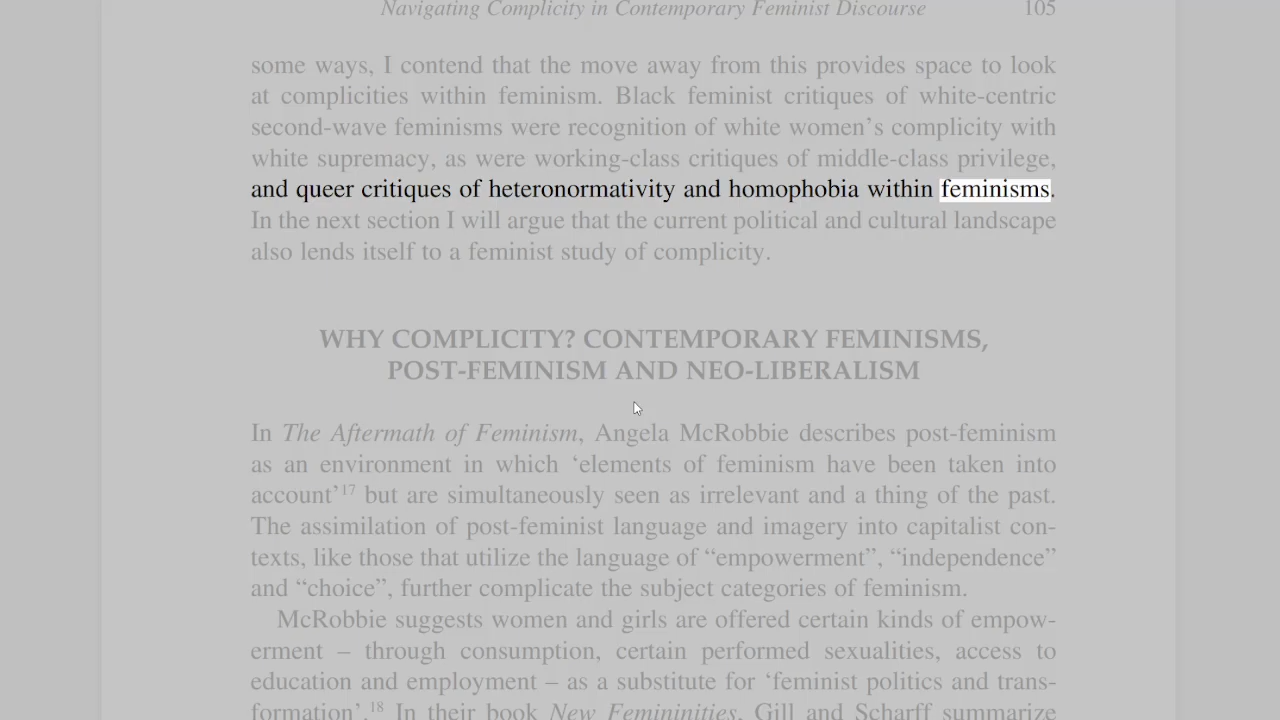 Navigating Complicity in Contemporary Feminist Discourse 105
some ways, I contend that the move away from this provides space to look
at complicities within feminism. Black feminist critiques of white-centric
second-wave feminisms were recognition of white women’s complicity with
white supremacy, as were working-class critiques of middle-class privilege,
and queer critiques of heteronormativity and homophobia within feminisms.
In the next section I will argue that the current political and cultural landscape
also lends itself to a feminist study of complicity.
WHY COMPLICITY? CONTEMPORARY FEMINISMS,
POST-FEMINISM AND NEO-LIBERALISM
In The Aftermath of Feminism, Angela McRobbie describes post-feminism
as an environment in which ‘elements of feminism have been taken into
account’17 but are simultaneously seen as irrelevant and a thing of the past.
The assimilation of post-feminist language and imagery into capitalist con-
texts, like those that utilize the language of “empowerment”, “independence”
and “choice”, further complicate the subject categories of feminism.
McRobbie suggests women and girls are offered certain kinds of empow-
erment – through consumption, certain performed sexualities, access to
education and employment – as a substitute for ‘feminist politics and trans-
formation’.18 In their book New Femininities, Gill and Scharff summarize